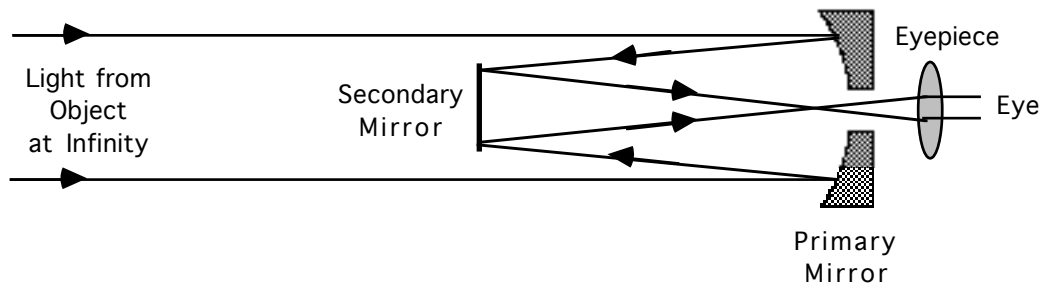 Light from
Object
at Infinity
Secondary
Mirror
Eyepiece
Eye
Primary
Mirror